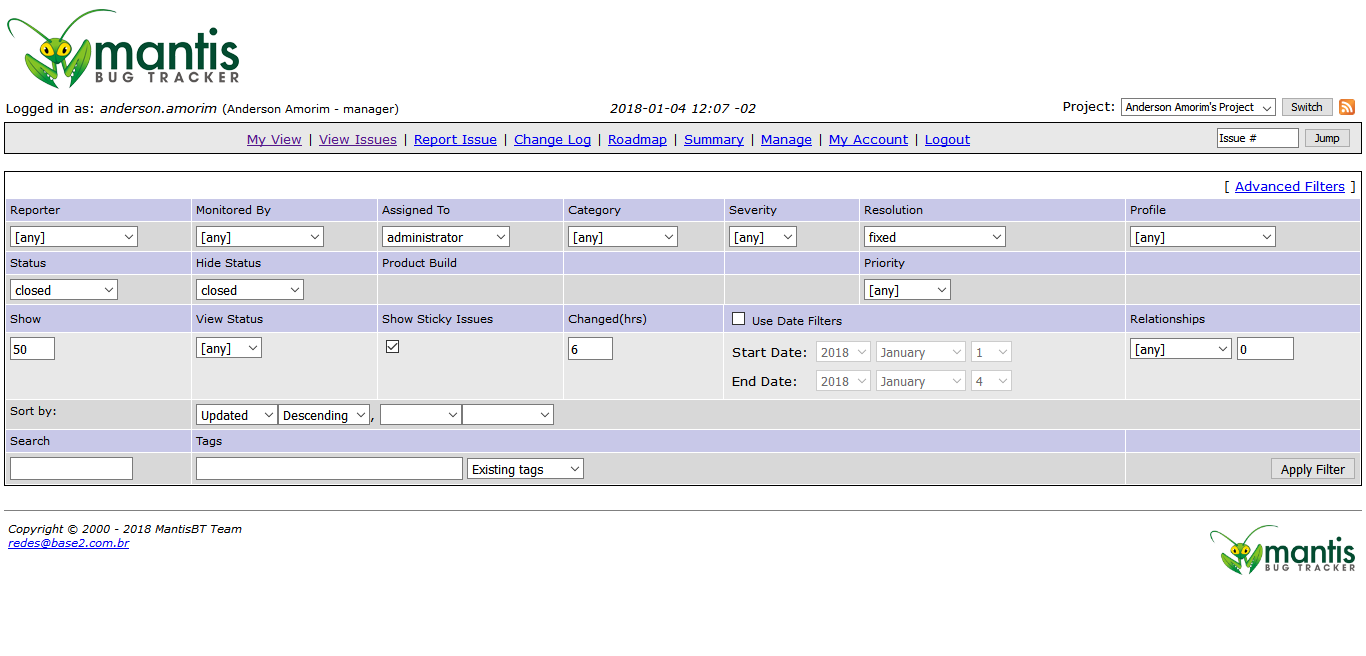 mantis
BUG TRACKER
Logged in as: anderson.amorim (Anderson Amorim - manager) 2018-01-04 12:07 -02 Project: Anderson Amorim's Project Switch
My View | View Issues | Report Issue | Change Log | Roadmap | Summary | Manage | My Account | Logout Issue # Jump
[ Advanced Filters ]
Reporter Monitored By Assigned To Category Severity Resolution Profile
[any] [any] administrator [any] [any] fixed [any]
Status Hide Status Product Build Priority
closed closed [any]
Show View Status Show Sticky Issues Changed(hrs) Use Date Filters Relationships
50 [any] 6 Start Date: 2018 January 1 [any] 0
End Date: 2018 January 4
Sort by: Updated Descending ,
Search Tags
Existing tags Apply Filter
Copyright © 2000 - 2018 MantisBT Team
redes@base2.com.br
mantis
BUG TRACKER